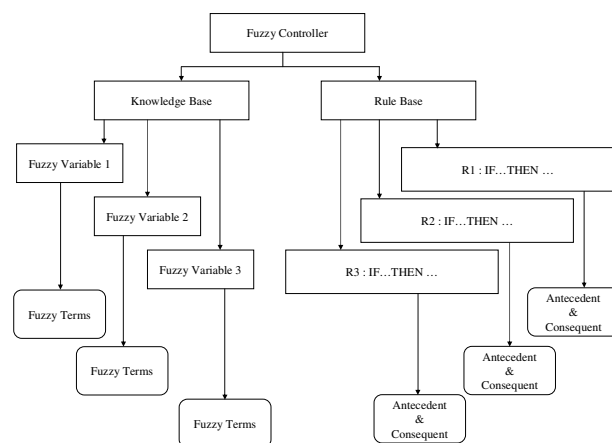 Fuzzy Controller
Knowledge Base
Rule Base
Fuzzy Variable 1
R1 : IF…THEN …
Fuzzy Variable 2
R2 : IF…THEN …
Fuzzy Variable 3
R3 : IF…THEN …
Fuzzy Terms
Antecedent
&
Consequent
Fuzzy Terms
Antecedent
&
Consequent
Fuzzy Terms
Antecedent
&
Consequent